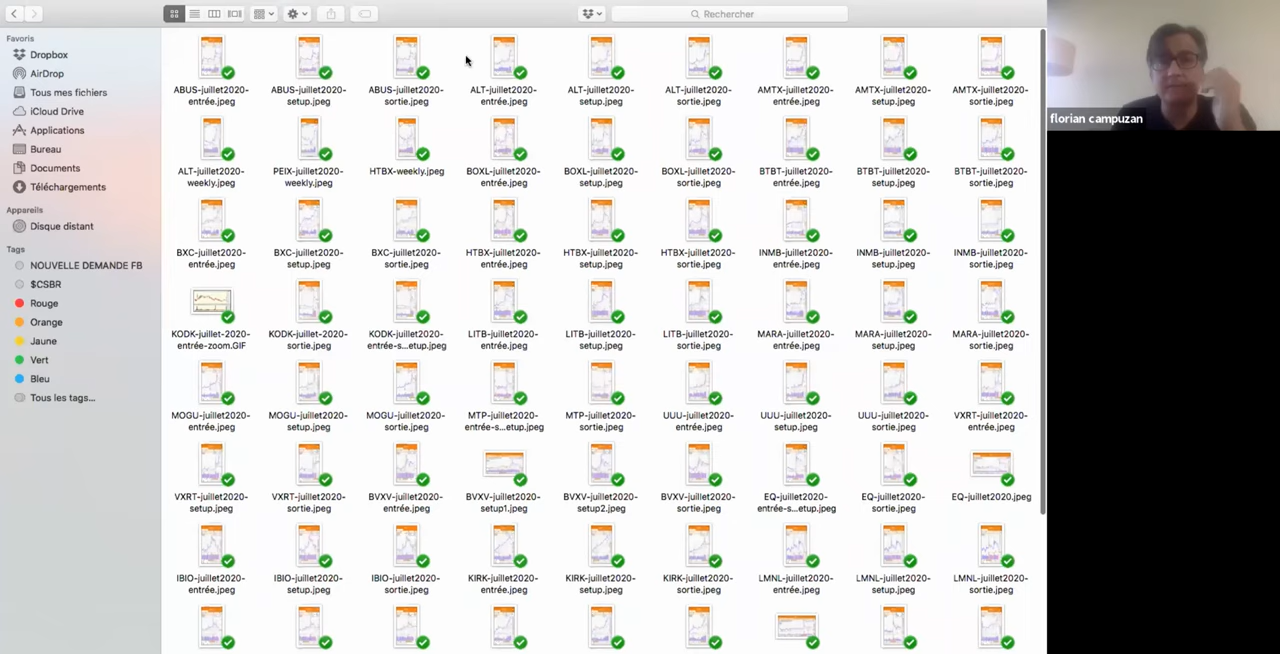 Rechercher
Favoris
Dropbox
AirDrop
Tous mes fichiers
iCloud Drive
Applications
Bureau
Documents
Téléchargements
Appareils
Disque distant
Tags
NOUVELLE DEMANDE FB
$CSBR
Rouge
Orange
Jaune
Vert
Bleu
Tous les tags...
ABUS-juillet2020-
entrée.jpeg
ABUS-juillet2020-
setup.jpeg
ABUS-juillet2020-
sortie.jpeg
ALT-juillet2020-
entrée.jpeg
ALT-juillet2020-
setup.jpeg
ALT-juillet2020-
sortie.jpeg
AMTX-juillet2020-
entrée.jpeg
AMTX-juillet2020-
setup.jpeg
AMTX-juillet2020-
sortie.jpeg
ALT-juillet2020-
weekly.jpeg
PEIX-juillet2020-
weekly.jpeg
HTBX-weekly.jpeg
BOXL-juillet2020-
entrée.jpeg
BOXL-juillet2020-
setup.jpeg
BOXL-juillet2020-
sortie.jpeg
BTBT-juillet2020-
entrée.jpeg
BTBT-juillet2020-
setup.jpeg
BTBT-juillet2020-
sortie.jpeg
BXC-juillet2020-
entrée.jpeg
BXC-juillet2020-
setup.jpeg
BXC-juillet2020-
sortie.jpeg
HTBX-juillet2020-
entrée.jpeg
HTBX-juillet2020-
setup.jpeg
HTBX-juillet2020-
sortie.jpeg
INMB-juillet2020-
entrée.jpeg
INMB-juillet2020-
setup.jpeg
INMB-juillet2020-
sortie.jpeg
KODK-juillet-2020-
entrée-zoom.GIF
KODK-juillet-2020-
sortie.jpeg
KODK-juillet-2020-
entrée-s...etup.jpeg
LITB-juillet2020-
entrée.jpeg
LITB-juillet2020-
setup.jpeg
LITB-juillet2020-
sortie.jpeg
MARA-juillet2020-
entrée.jpeg
MARA-juillet2020-
setup.jpeg
MARA-juillet2020-
sortie.jpeg
MOGU-juillet2020-
entrée.jpeg
MOGU-juillet2020-
setup.jpeg
MOGU-juillet2020-
sortie.jpeg
MTP-juillet2020-
entrée-s...etup.jpeg
MTP-juillet2020-
sortie.jpeg
UUU-juillet2020-
entrée.jpeg
UUU-juillet2020-
setup.jpeg
UUU-juillet2020-
sortie.jpeg
VXRT-juillet2020-
entrée.jpeg
VXRT-juillet2020-
setup.jpeg
VXRT-juillet2020-
sortie.jpeg
BVXV-juillet2020-
entrée.jpeg
BVXV-juillet2020-
setup1.jpeg
BVXV-juillet2020-
setup2.jpeg
BVXV-juillet2020-
sortie.jpeg
EQ-juillet2020-
entrée-s...etup.jpeg
EQ-juillet2020-
sortie.jpeg
EQ-juillet2020.jpeg
IBIO-juillet2020-
entrée.jpeg
IBIO-juillet2020-
setup.jpeg
IBIO-juillet2020-
sortie.jpeg
KIRK-juillet2020-
entrée.jpeg
KIRK-juillet2020-
setup.jpeg
KIRK-juillet2020-
sortie.jpeg
LMNL-juillet2020-
entrée.jpeg
LMNL-juillet2020-
setup.jpeg
LMNL-juillet2020-
sortie.jpeg
florian campuzan